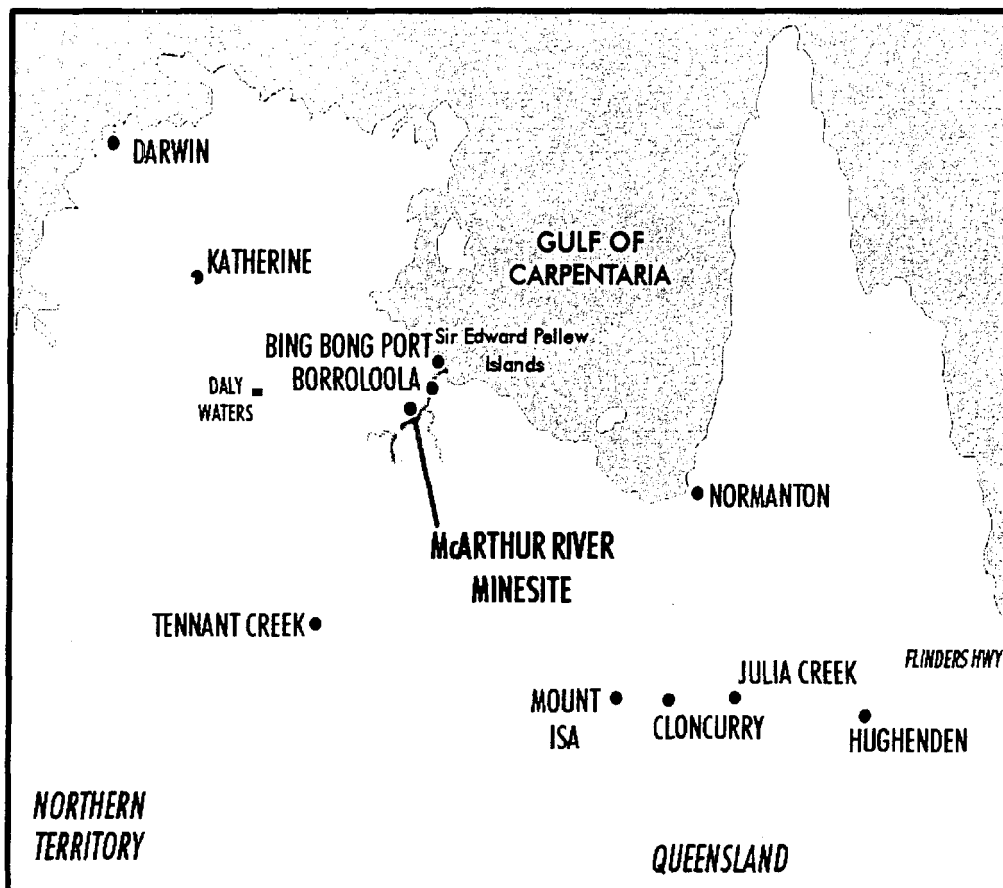 DARWIN
KATHERINE
GULF OF
CARPENTARIA
BING BONG PORT
Sir Edward Pellew
Islands
BORROLOOLA
DALY
WATERS
NORMANTON
McARTHUR RIVER
MINESITE
TENNANT CREEK
FLINDERS HWY
JULIA CREEK
MOUNT
ISA
CLONCURRY
HUGHENDEN
NORTHERN
TERRITORY
QUEENSLAND